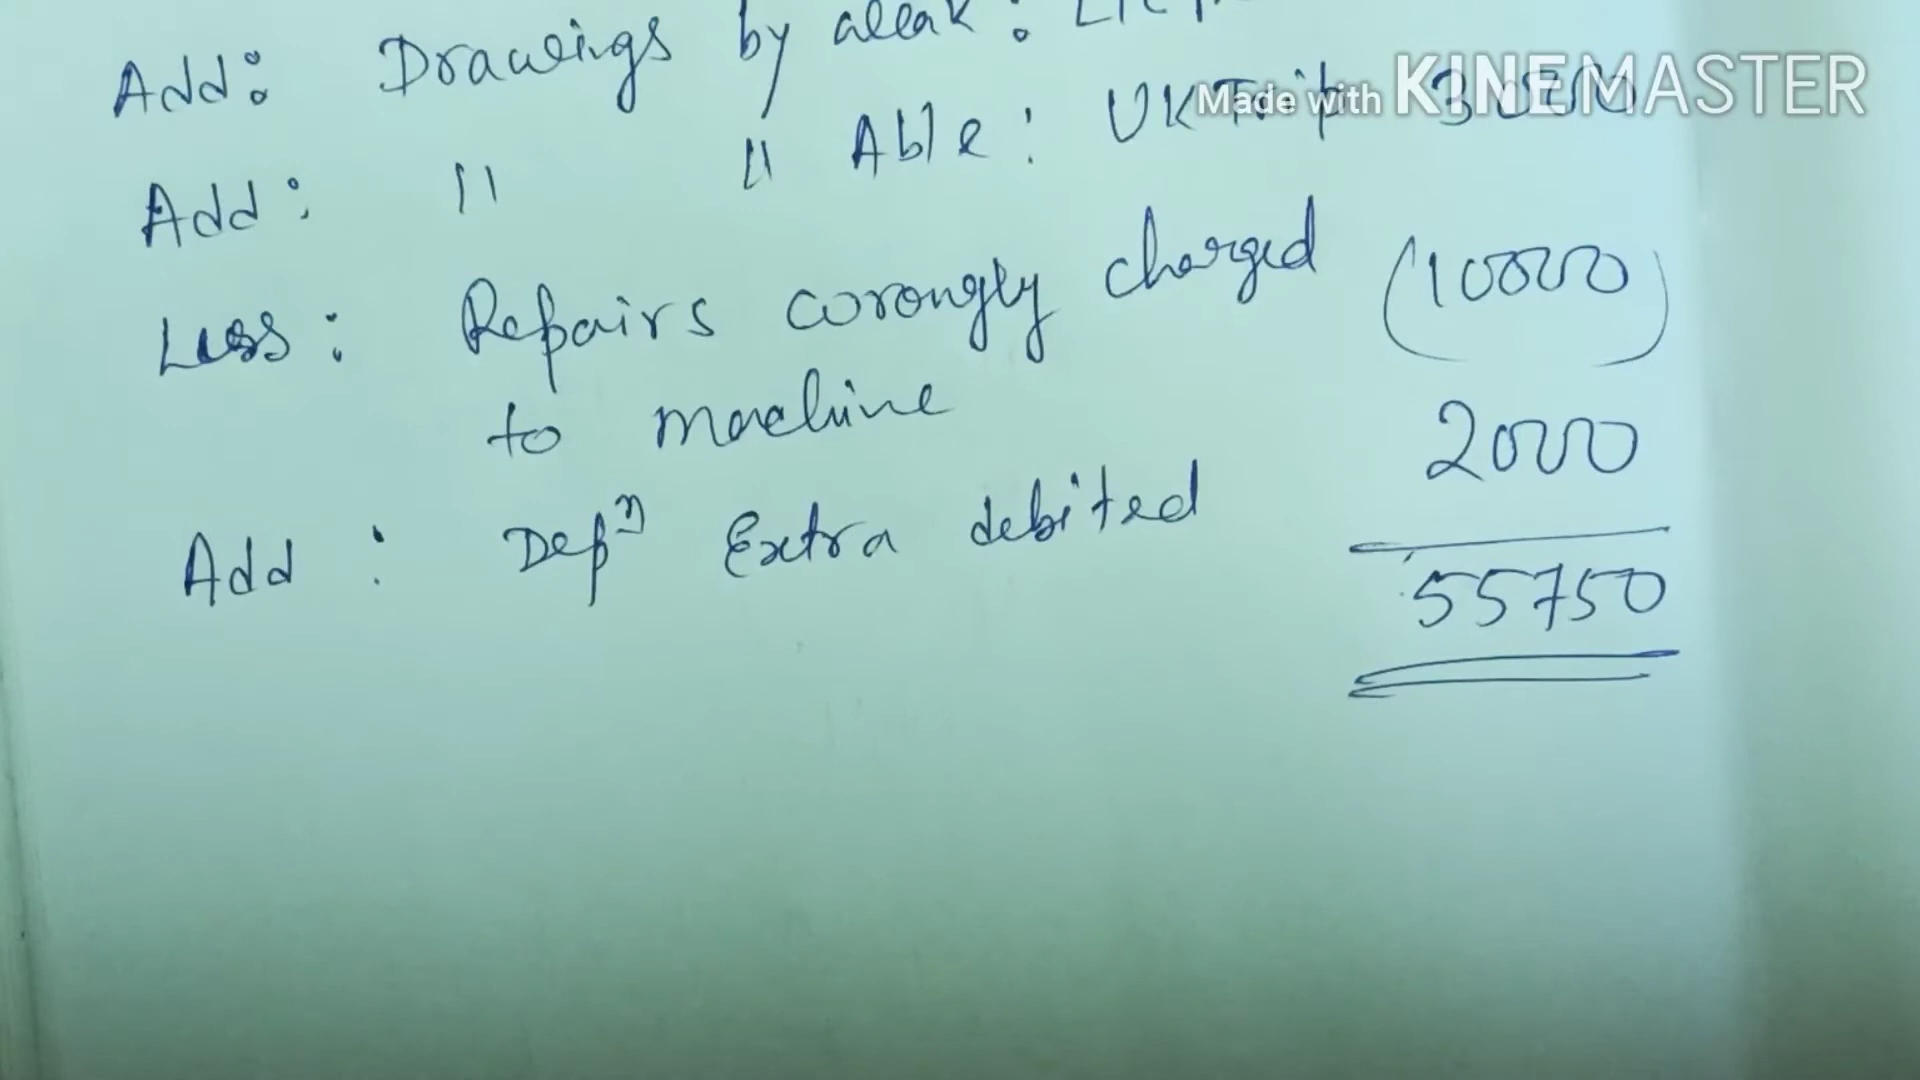 Add: Drawings by
Add: " " Able: UK Trip 3000
Less: Repairs wrongly charged (10000)
to machine 2000
Add : Depn Extra debited
55750
Made with KINEMASTER